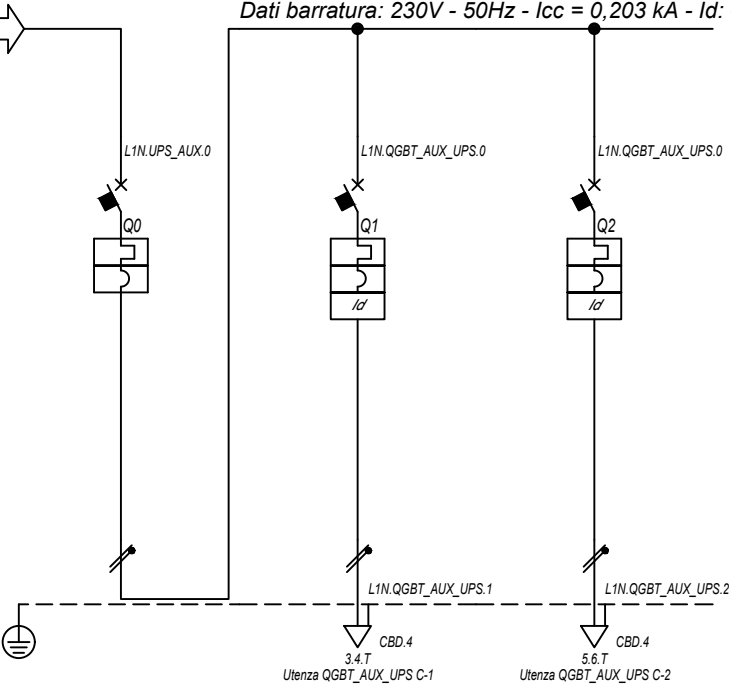 Dati barratura: 230V - 50Hz - Icc = 0,203 kA - Id:
L1N.UPS_AUX.0
L1N.QGBT_AUX_UPS.0
L1N.QGBT_AUX_UPS.0
Q0
Q1
Q2
Id
Id
L1N.QGBT_AUX_UPS.1
L1N.QGBT_AUX_UPS.2
CBD.4
CBD.4
3.4.T
5.6.T
Utenza QGBT_AUX_UPS C-1
Utenza QGBT_AUX_UPS C-2